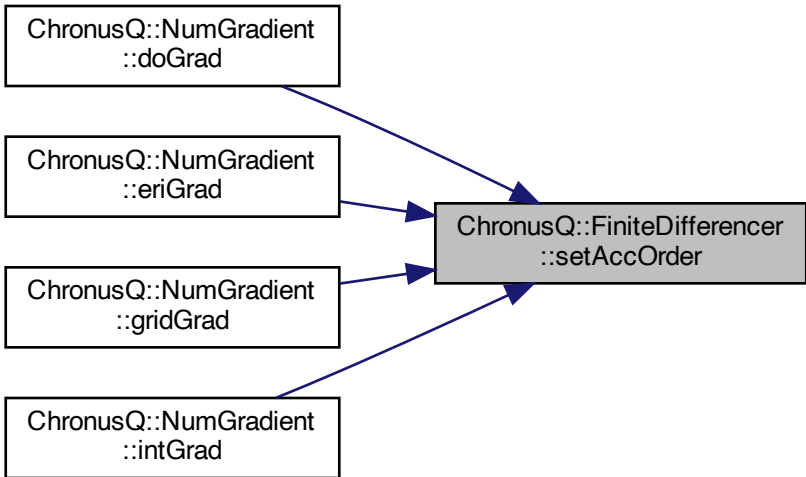 ChronusQ::NumGradient
::doGrad
ChronusQ::NumGradient
::eriGrad
ChronusQ::FiniteDifferencer
::setAccOrder
ChronusQ::NumGradient
::gridGrad
ChronusQ::NumGradient
::intGrad